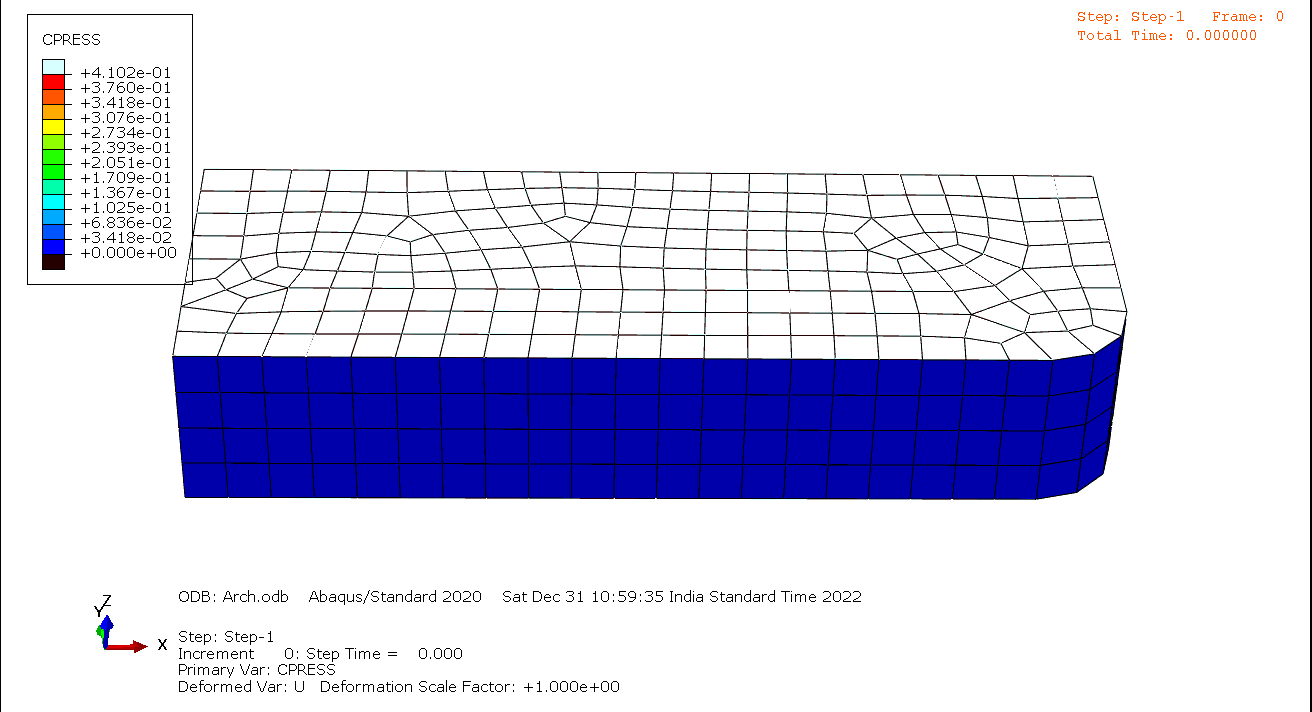 Step: Step-1 Frame: 0
Total Time: 0.000000
CPRESS
+4.102e-01
+3.760e-01
+3.418e-01
+3.076e-01
+2.734e-01
+2.393e-01
+2.051e-01
+1.709e-01
+1.367e-01
+1.025e-01
+6.836e-02
+3.418e-02
+0.000e+00
Z
Y
X
ODB: Arch.odb Abaqus/Standard 2020 Sat Dec 31 10:59:35 India Standard Time 2022
Step: Step-1
Increment 0: Step Time = 0.000
Primary Var: CPRESS
Deformed Var: U Deformation Scale Factor: +1.000e+00